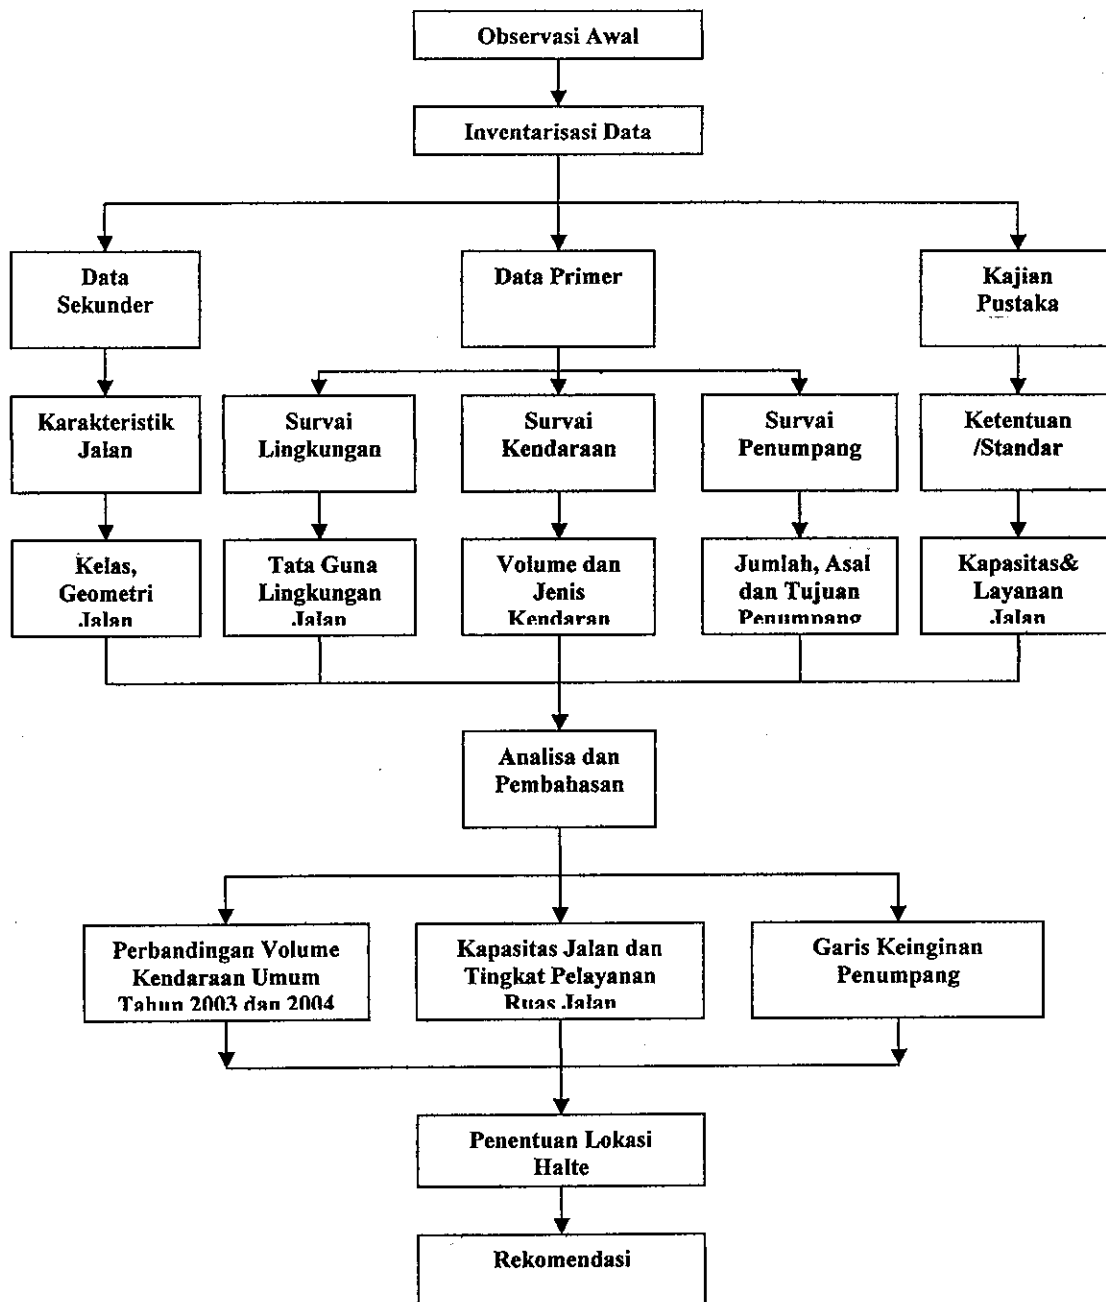 Observasi Awal
Inventarisasi Data
Data
Sekunder
Data Primer
Kajian
Pustaka
Karakteristik
Jalan
Survai
Lingkungan
Survai
Kendaraan
Survai
Penumpang
Ketentuan
/Standar
Kelas,
Geometri
Jalan
Tata Guna
Lingkungan
Jalan
Volume dan
Jenis
Kendaran
Jumlah, Asal
dan Tujuan
Penumpang
Kapasitas&
Layanan
Jalan
Analisa dan
Pembahasan
Perbandingan Volume
Kendaraan Umum
Tahun 2003 dan 2004
Kapasitas Jalan dan
Tingkat Pelayanan
Ruas Jalan
Garis Keinginan
Penumpang
Penentuan Lokasi
Halte
Rekomendasi